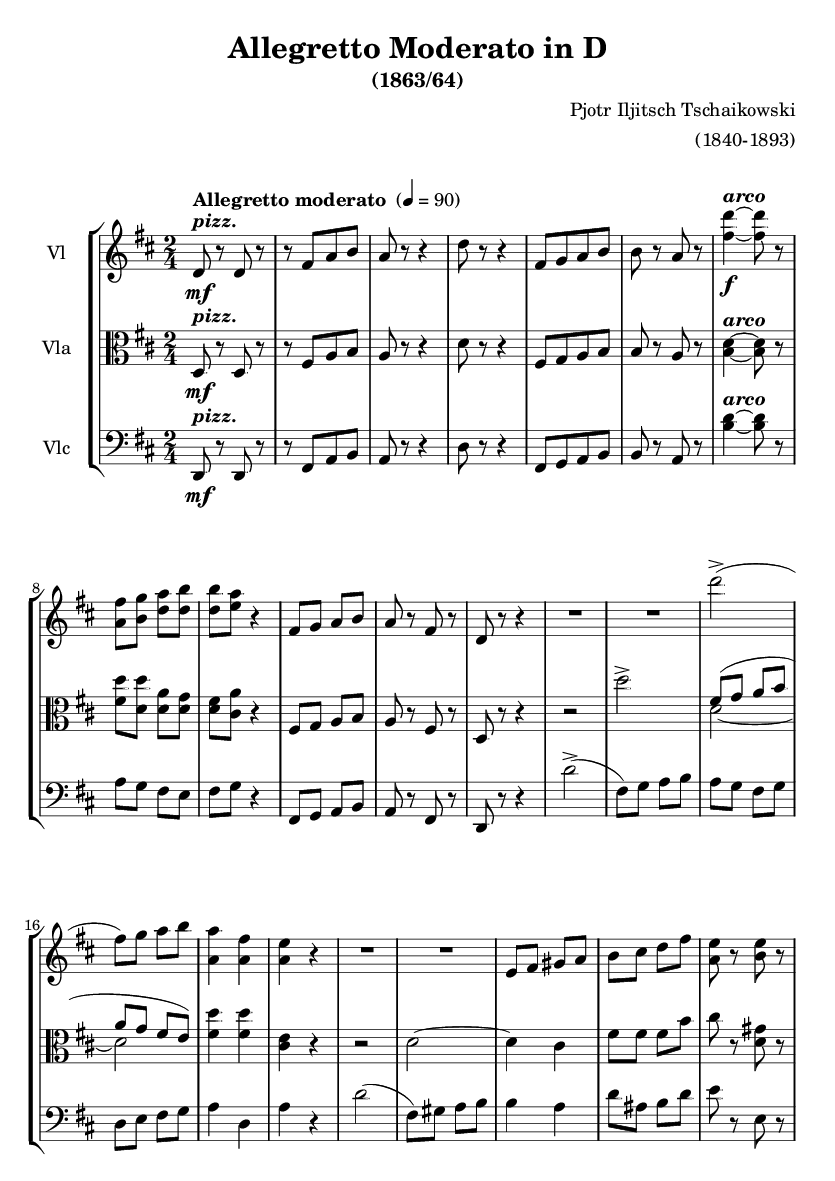 Allegretto Moderato in D
(1863/64)
Pjotr Iljitsch Tschaikowski
(1840-1893)
Allegretto moderato (♩ = 90)
pizz. arco
Vl
mf f
pizz. arco
Vla
mf
pizz. arco
Vlc
mf
8
16